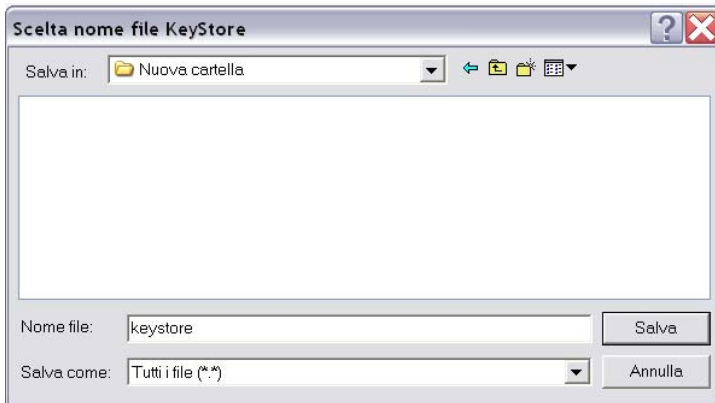 Scelta nome file KeyStore
Salva in: Nuova cartella
Nome file: keystore Salva
Salva come: Tutti i file (*.*) Annulla